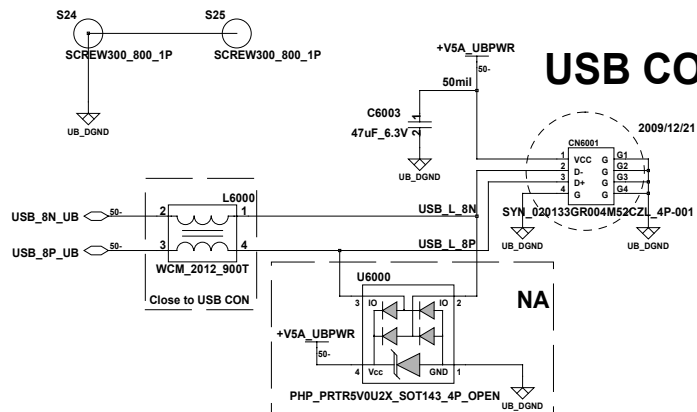 S24
S25
SCREW300_800_1P
SCREW300_800_1P
UB_DGND
+V5A_UBPWR
50-
50mil
USB CO
C6003
1
2
47uF_6.3V
UB_DGND
2009/12/21
CN6001
1 VCC G G1
2 D- G G2
3 D+ G G3
4 G G G4
SYN_020133GR004M52CZL_4P-001
UB_DGND
UB_DGND
L6000
USB_8N_UB 50- 2 1 USB_L_8N
USB_8P_UB 50- 3 4 USB_L_8P
WCM_2012_900T
Close to USB CON
U6000
3 IO IO 2
NA
+V5A_UBPWR
50-
4 Vcc GND 1
PHP_PRTR5V0U2X_SOT143_4P_OPEN
UB_DGND